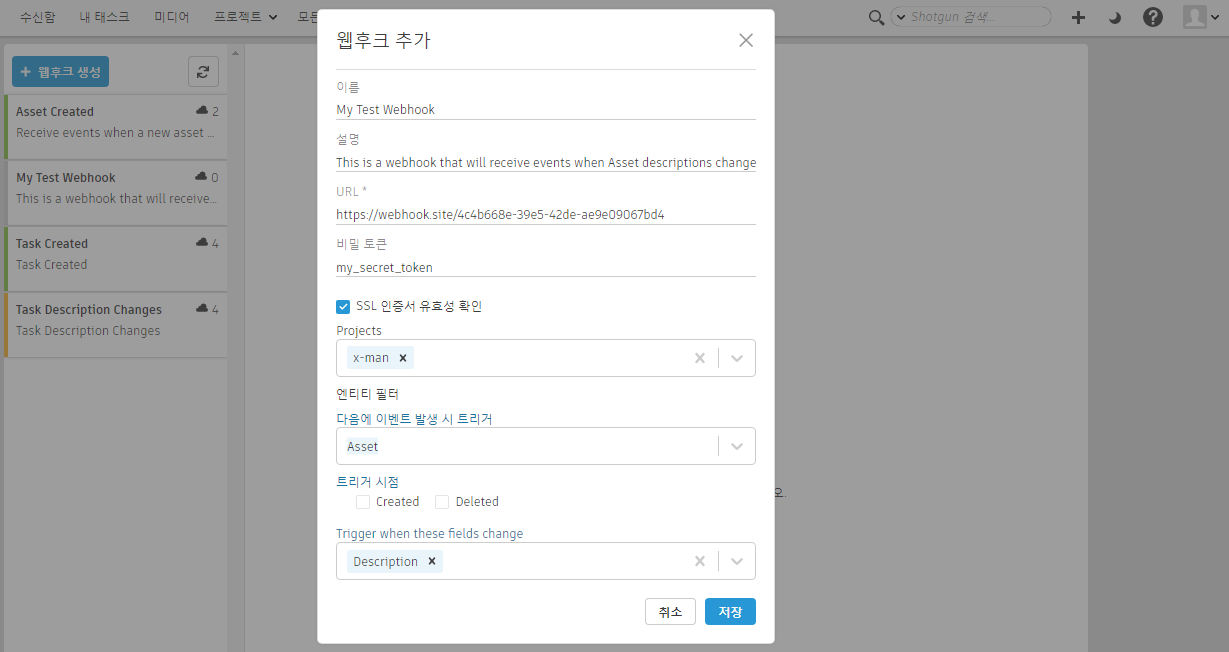 수신함 내 태스크 미디어 프로젝트 모든
Shotgun 검색...
+ 웹후크 생성
Asset Created 2
Receive events when a new asset ...
My Test Webhook 0
This is a webhook that will receive...
Task Created 4
Task Created
Task Description Changes 4
Task Description Changes
웹후크 추가
이름
My Test Webhook
설명
This is a webhook that will receive events when Asset descriptions change
URL *
https://webhook.site/4c4b668e-39e5-42de-ae9e09067bd4
비밀 토큰
my_secret_token
SSL 인증서 유효성 확인
Projects
x-man
엔티티 필터
다음에 이벤트 발생 시 트리거
Asset
트리거 시점
Created Deleted
오.
Trigger when these fields change
Description
취소 저장